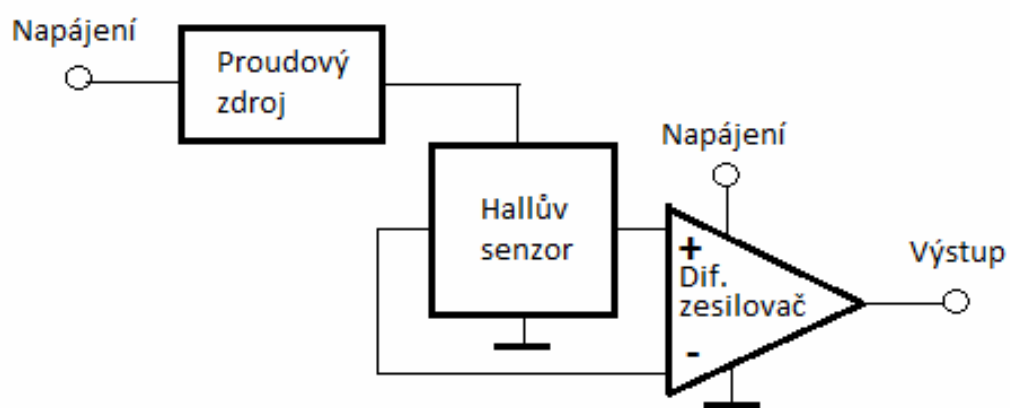 Napájení
Proudový
zdroj
Napájení
Hallův
senzor
+
Dif.
zesilovač
-
Výstup